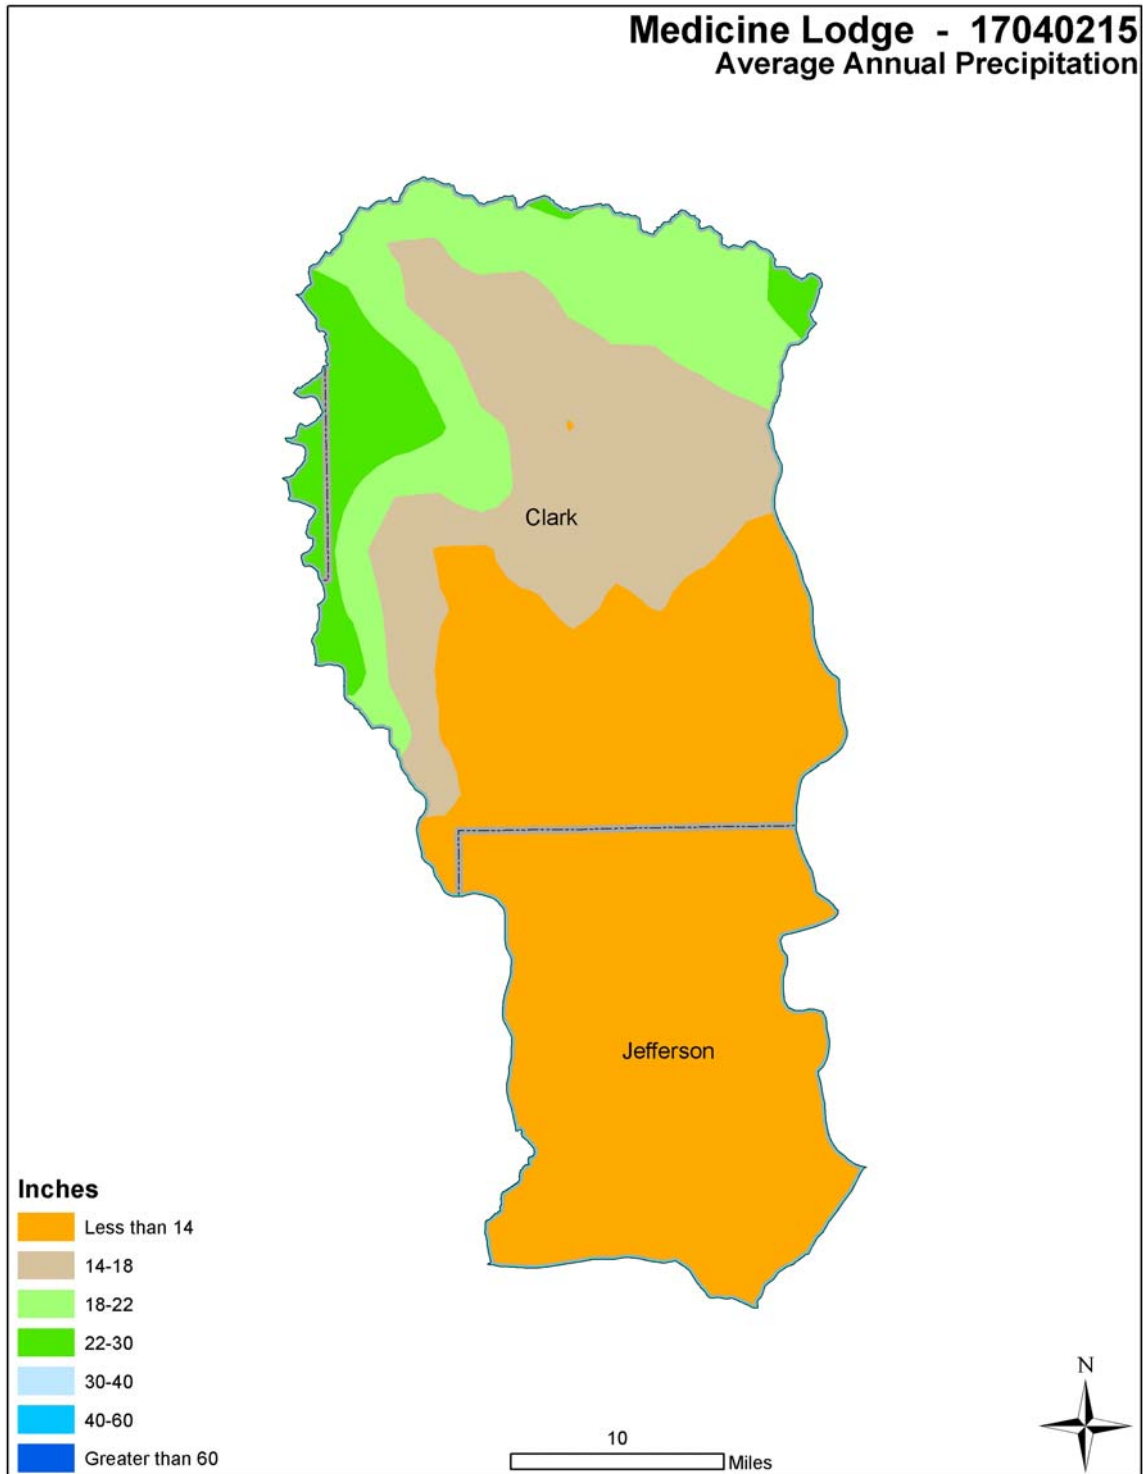 Medicine Lodge - 17040215
Average Annual Precipitation
Clark
Jefferson
Inches
Less than 14
14-18
18-22
22-30
30-40
40-60
Greater than 60
10
Miles
N